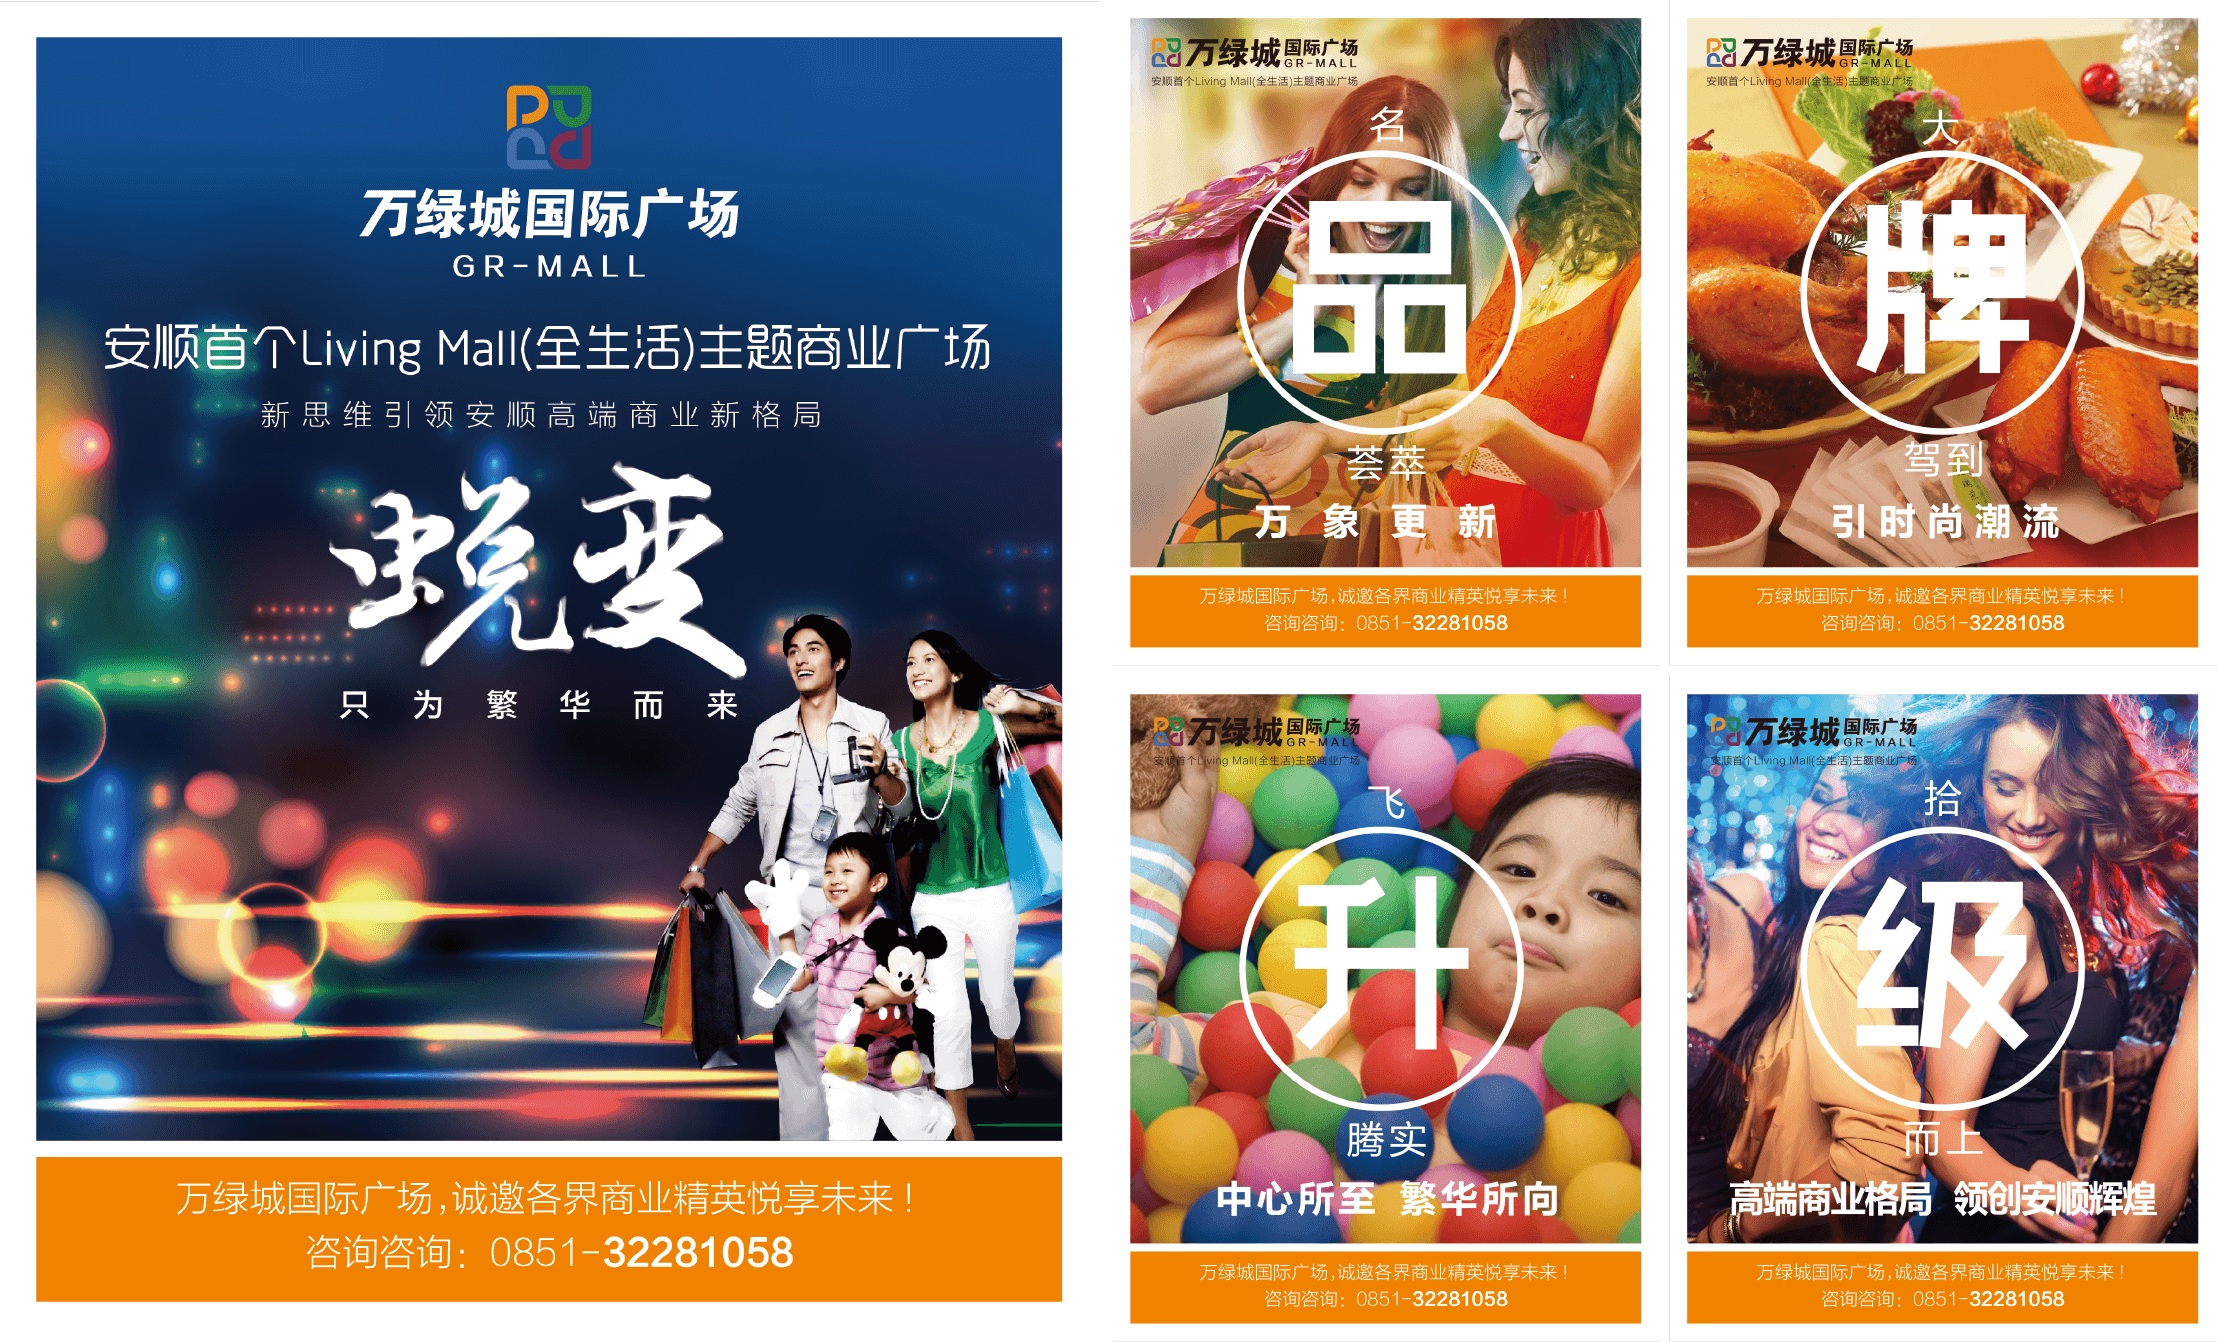 万绿城国际广场
GR-MALL
安顺首个Living Mall(全生活)主题商业广场
新思维引领安顺高端商业新格局
蜕变
只为繁华而来
万绿城国际广场,诚邀各界商业精英悦享未来!
咨询咨询：0851-32281058
万绿城国际广场
GR-MALL
安顺首个Living Mall(全生活)主题商业广场
名
品
荟萃
万象更新
万绿城国际广场,诚邀各界商业精英悦享未来!
咨询咨询：0851-32281058
万绿城国际广场
GR-MALL
安顺首个Living Mall(全生活)主题商业广场
大
牌
驾到
引时尚潮流
万绿城国际广场,诚邀各界商业精英悦享未来!
咨询咨询：0851-32281058
万绿城国际广场
GR-MALL
安顺首个Living Mall(全生活)主题商业广场
飞
升
腾实
中心所至 繁华所向
万绿城国际广场,诚邀各界商业精英悦享未来!
咨询咨询：0851-32281058
万绿城国际广场
GR-MALL
安顺首个Living Mall(全生活)主题商业广场
拾
级
而上
高端商业格局 领创安顺辉煌
万绿城国际广场,诚邀各界商业精英悦享未来!
咨询咨询：0851-32281058